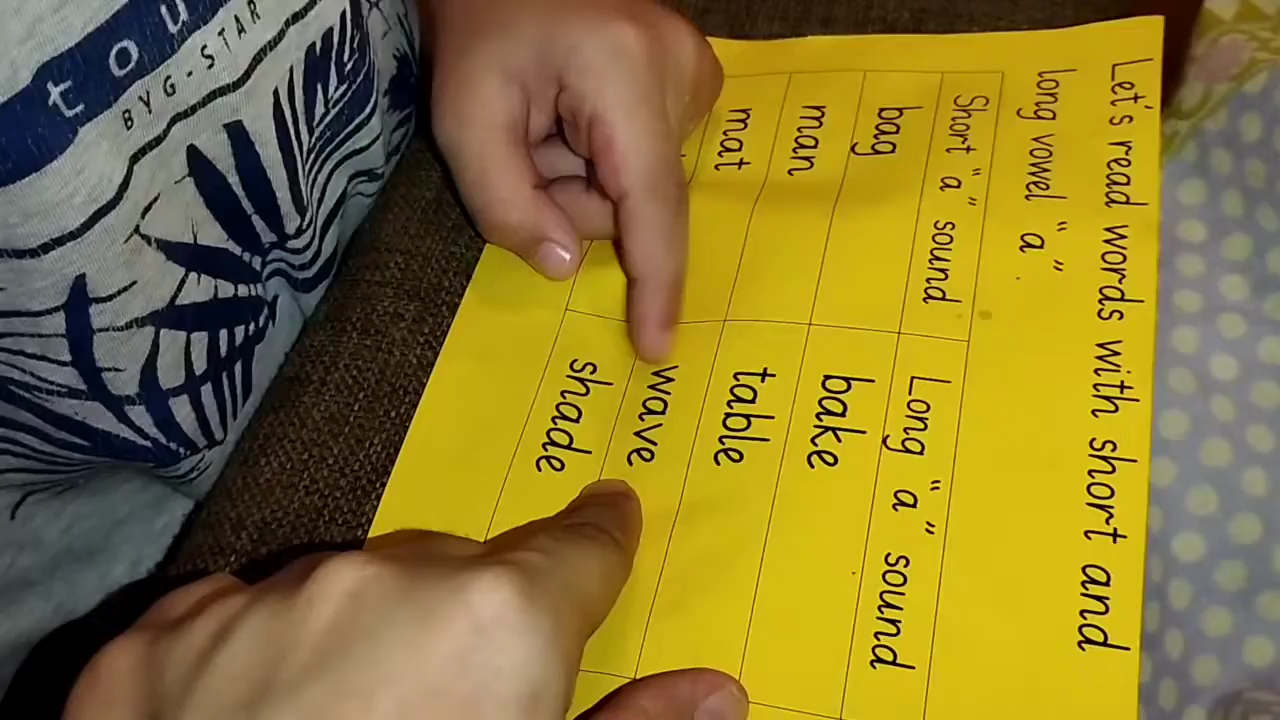 Let's read words with short and
long vowel "a".
Short "a" sound Long "a" sound
bag bake
man table
mat wave
shade
tou
BYG-STAR